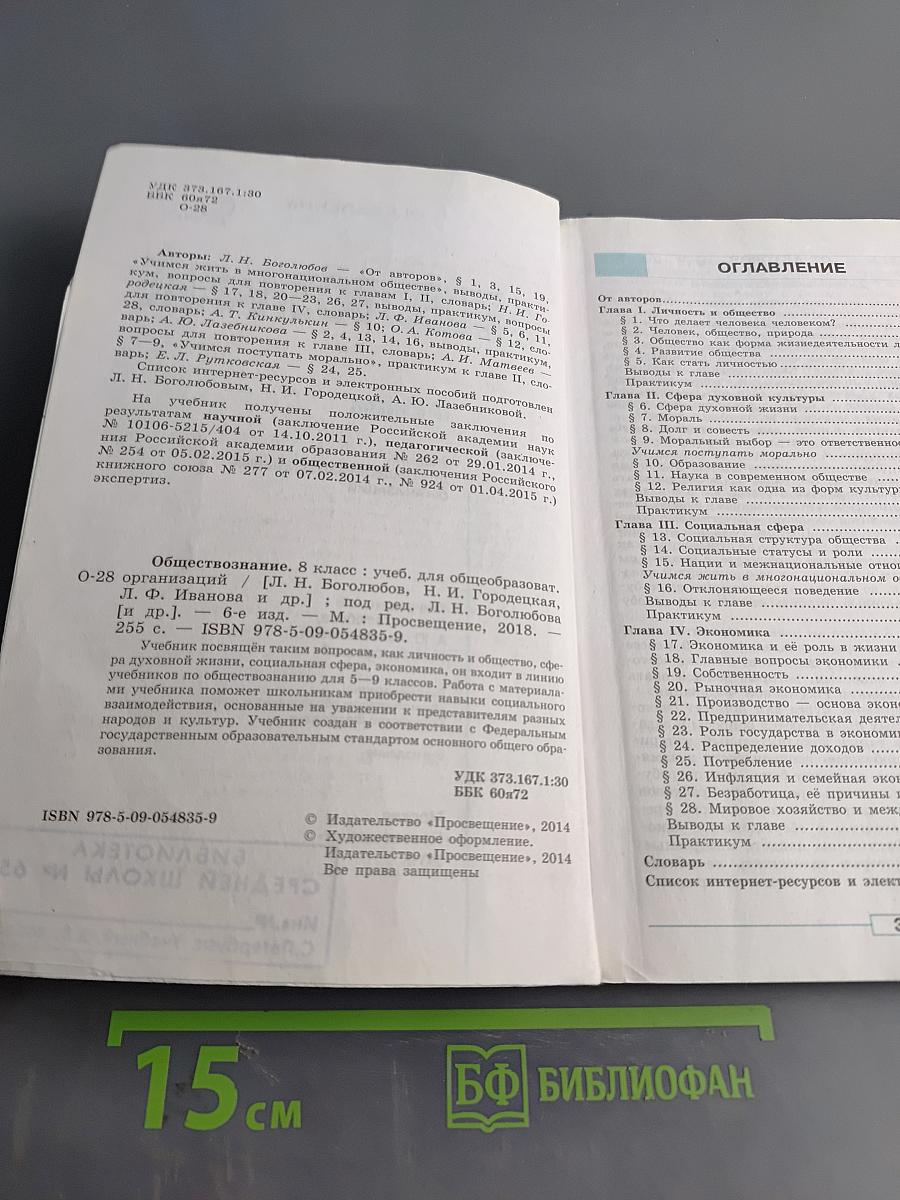 УДК 373.167.1:30
ББК 60я72
О-28
Авторы: Л. Н. Боголюбов — «От авторов», § 1, 3, 15, 19,
«Учимся жить в многонациональном обществе», выводы, практи-
кум, вопросы для повторения к главам I, II, словарь; Н. И. Го-
родецкая — § 17, 18, 20—23, 26, 27, выводы, практикум, вопросы
для повторения к главе IV, словарь; Л. Ф. Иванова — § 5, 6, 11,
28, словарь; А. Т. Кинкулькин — § 10; О. А. Котова — § 12, сло-
варь; А. Ю. Лазебникова — § 2, 4, 13, 14, 16, выводы, практикум,
вопросы для повторения к главе III, словарь; А. И. Матвеев —
§ 7—9, «Учимся поступать морально», практикум к главе II, сло-
варь; Е. Л. Рутковская — § 24, 25.
Список интернет-ресурсов и электронных пособий подготовлен
Л. Н. Боголюбовым, Н. И. Городецкой, А. Ю. Лазебниковой.
На учебник получены положительные заключения по
результатам научной (заключение Российской академии наук
№ 10106-5215/404 от 14.10.2011 г.), педагогической (заключе-
ния Российской академии образования № 262 от 29.01.2014 г.,
№ 254 от 05.02.2015 г.) и общественной (заключения Российского
книжного союза № 277 от 07.02.2014 г., № 924 от 01.04.2015 г.)
экспертиз.
Обществознание. 8 класс : учеб. для общеобразоват.
О-28 организаций / [Л. Н. Боголюбов, Н. И. Городецкая,
Л. Ф. Иванова и др.] ; под ред. Л. Н. Боголюбова
[и др.]. — 6-е изд. — М. : Просвещение, 2018. —
255 с. — ISBN 978-5-09-054835-9.
Учебник посвящён таким вопросам, как личность и общество, сфе-
ра духовной жизни, социальная сфера, экономика, он входит в линию
учебников по обществознанию для 5—9 классов. Работа с материала-
ми учебника поможет школьникам приобрести навыки социального
взаимодействия, основанные на уважении к представителям разных
народов и культур. Учебник создан в соответствии с Федеральным
государственным образовательным стандартом основного общего обра-
зования.
УДК 373.167.1:30
ББК 60я72
ISBN 978-5-09-054835-9
© Издательство «Просвещение», 2014
© Художественное оформление.
Издательство «Просвещение», 2014
Все права защищены
БИБЛИОТЕКА
СРЕДНЕЙ ШКОЛЫ № 65
Инв.№
ОГЛАВЛЕНИЕ
От авторов
Глава I. Личность и общество
§ 1. Что делает человека человеком?
§ 2. Человек, общество, природа
§ 3. Общество как форма жизнедеятельности л
§ 4. Развитие общества
§ 5. Как стать личностью
Выводы к главе
Практикум
Глава II. Сфера духовной культуры
§ 6. Сфера духовной жизни
§ 7. Мораль
§ 8. Долг и совесть
§ 9. Моральный выбор — это ответственнос
Учимся поступать морально
§ 10. Образование
§ 11. Наука в современном обществе
§ 12. Религия как одна из форм культур
Выводы к главе
Практикум
Глава III. Социальная сфера
§ 13. Социальная структура общества
§ 14. Социальные статусы и роли
§ 15. Нации и межнациональные отно
Учимся жить в многонациональном о
§ 16. Отклоняющееся поведение
Выводы к главе
Практикум
Глава IV. Экономика
§ 17. Экономика и её роль в жизни
§ 18. Главные вопросы экономики
§ 19. Собственность
§ 20. Рыночная экономика
§ 21. Производство — основа экон
§ 22. Предпринимательская деятел
§ 23. Роль государства в экономи
§ 24. Распределение доходов
§ 25. Потребление
§ 26. Инфляция и семейная эко
§ 27. Безработица, её причины и
§ 28. Мировое хозяйство и меж
Выводы к главе
Практикум
Словарь
Список интернет-ресурсов и элект
15 см
БФ БИБЛИОФАН